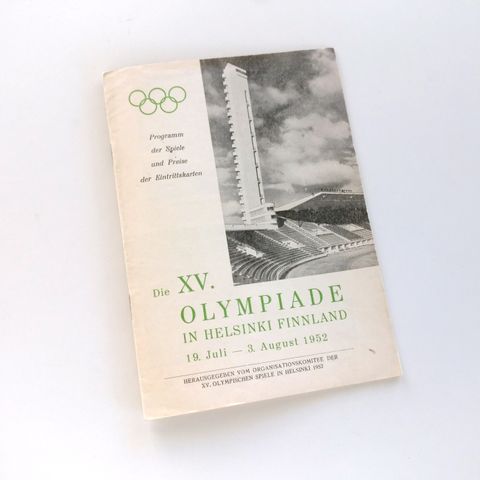 Programm
der Spiele
und Preise
der Eintrittskarten
Die XV.
OLYMPIADE
IN HELSINKI FINNLAND
19. Juli — 3. August 1952
HERAUSGEGEBEN VOM ORGANISATIONSKOMITEE DER
XV. OLYMPISCHEN SPIELE IN HELSINKI 1952